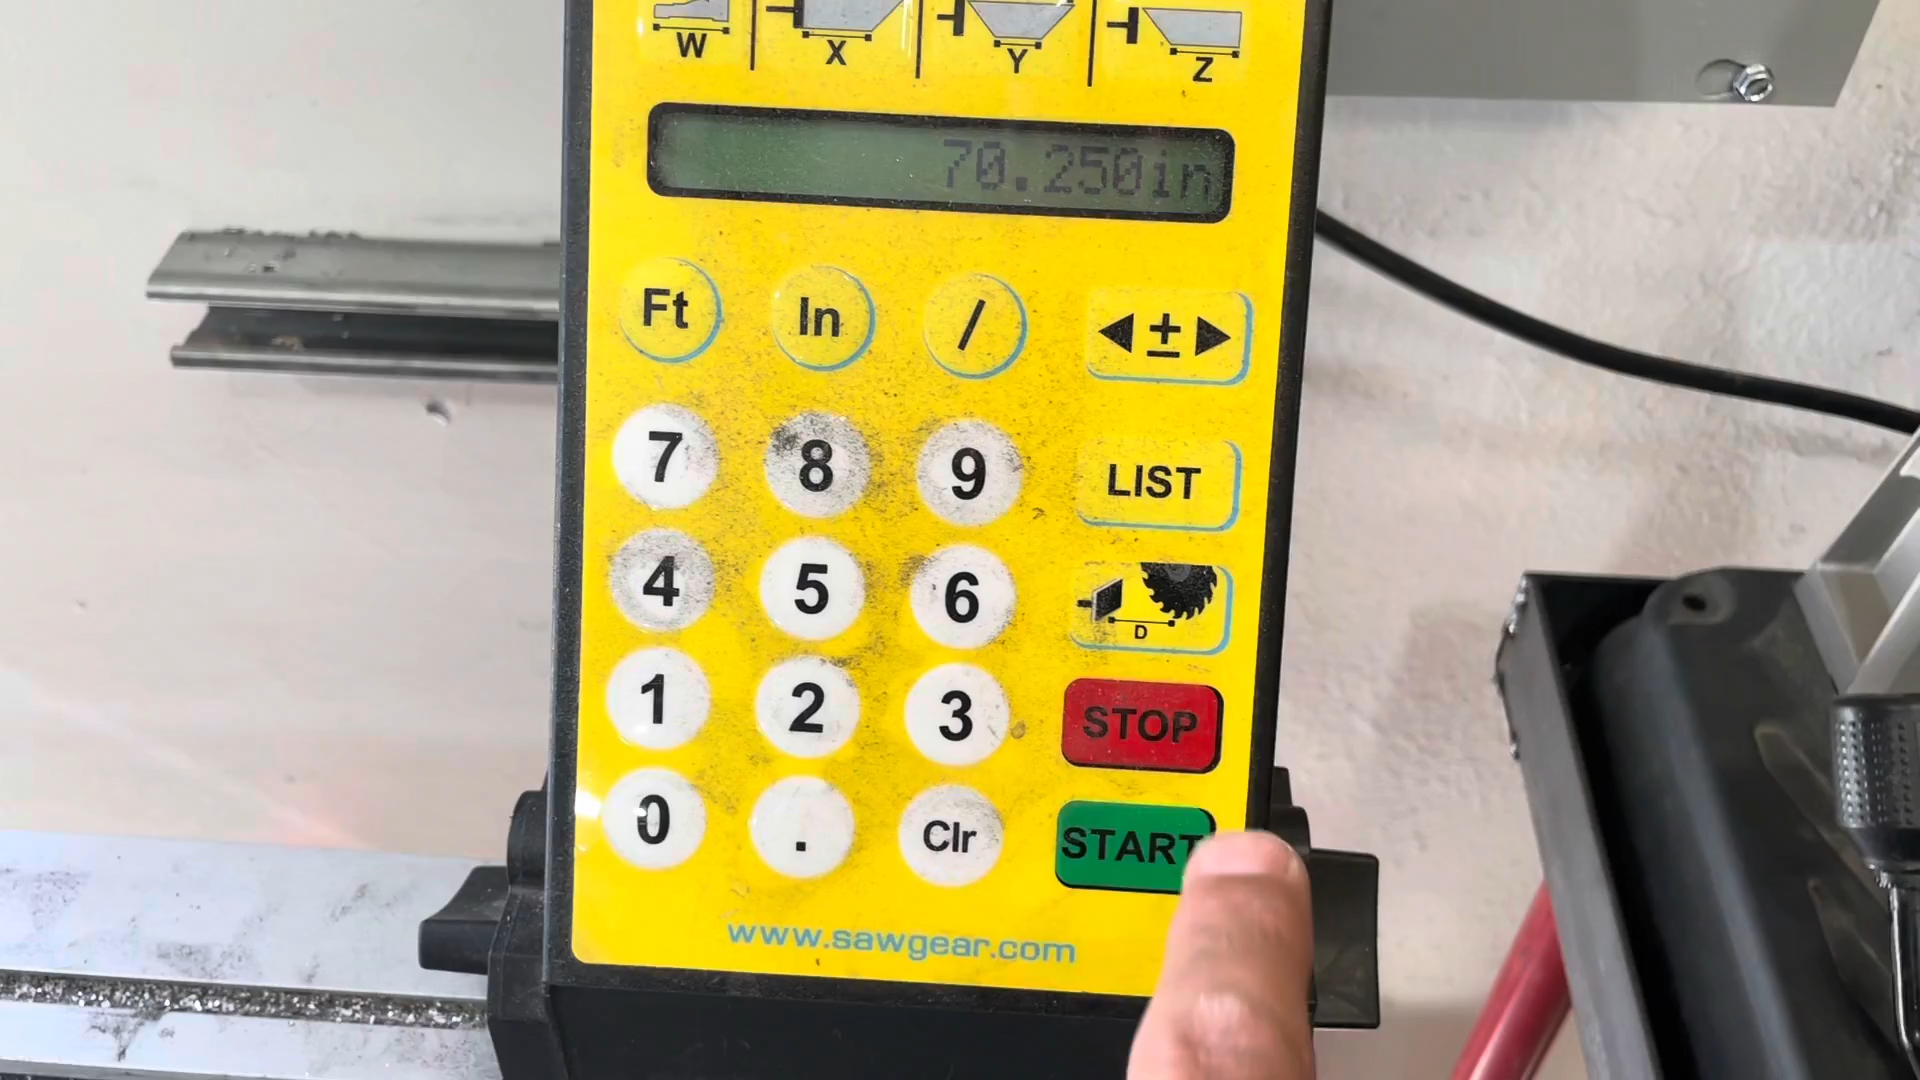 W X Y Z
70.250in
Ft In / ◀ ± ▶
7 8 9 LIST
4 5 6 D
1 2 3 STOP
0 . Clr START
www.sawgear.com